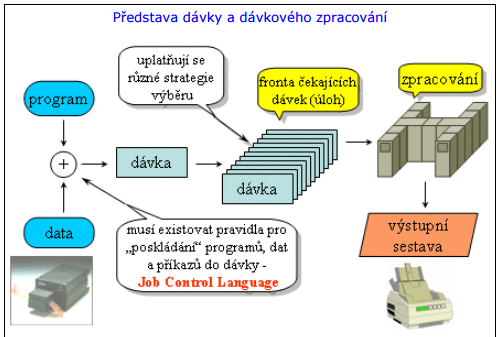 Představa dávky a dávkového zpracování
uplatňují se
různé strategie
výběru
fronta čekajících
dávek (úloh)
zpracování
program
+
dávka
dávka
data
musí existovat pravidla pro
„poskládání“ programů, dat
a příkazů do dávky -
Job Control Language
výstupní
sestava